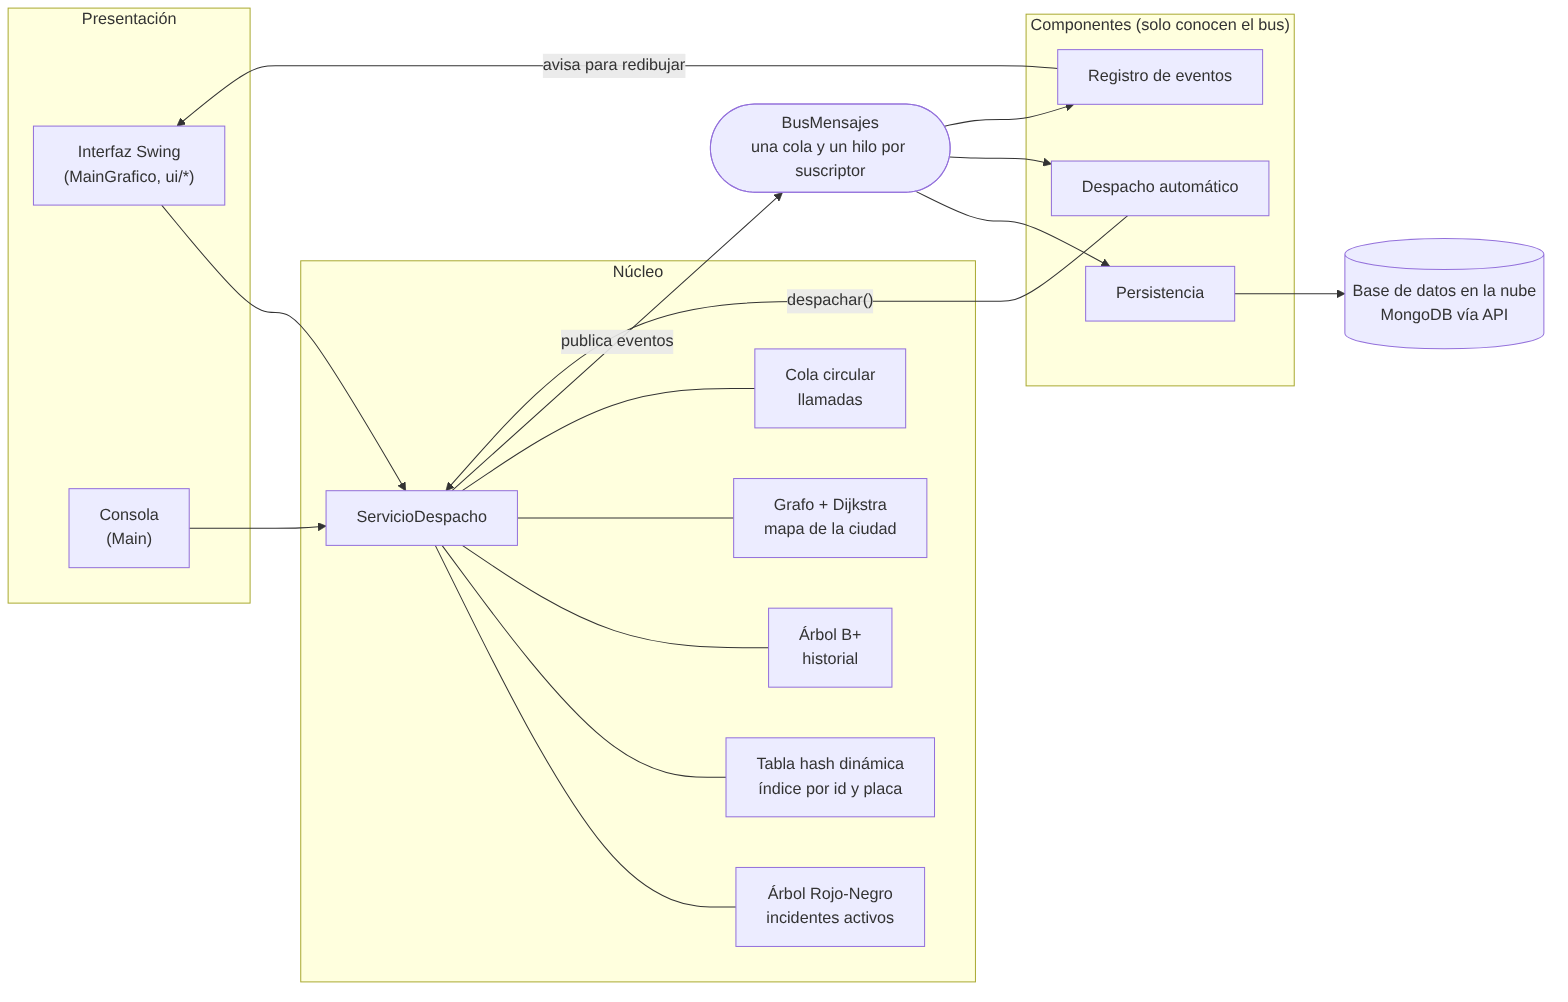 Presentación
Interfaz Swing
(MainGrafico, ui/*)
Consola
(Main)
avisa para redibujar
BusMensajes
una cola y un hilo por
suscriptor
Núcleo
despachar()
publica eventos
ServicioDespacho
Cola circular
llamadas
Grafo + Dijkstra
mapa de la ciudad
Árbol B+
historial
Tabla hash dinámica
índice por id y placa
Árbol Rojo-Negro
incidentes activos
Componentes (solo conocen el bus)
Registro de eventos
Despacho automático
Persistencia
Base de datos en la nube
MongoDB vía API